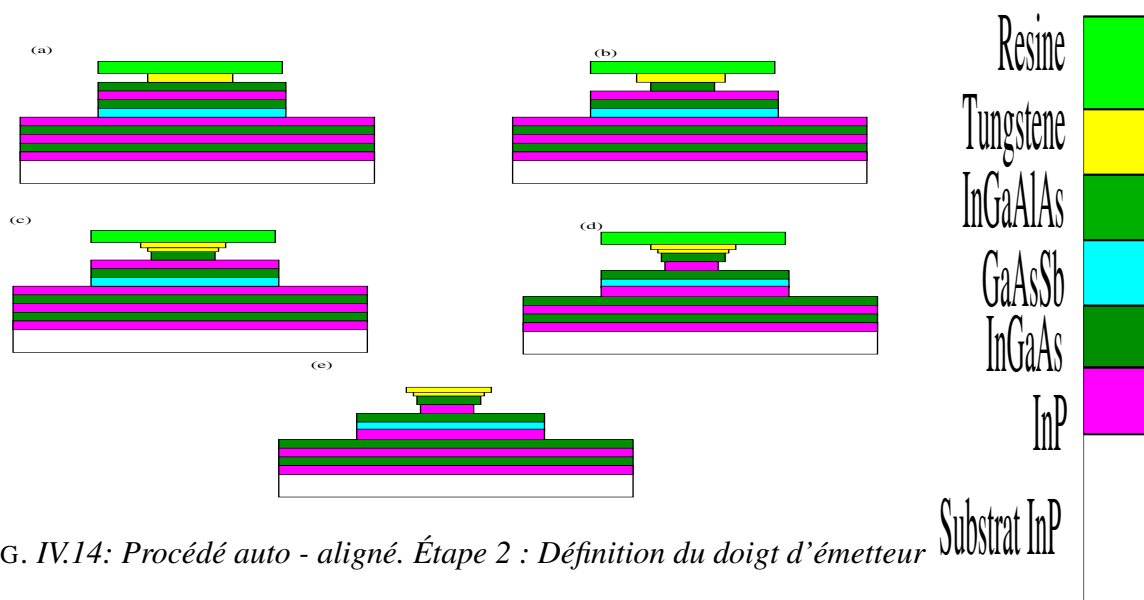 (a)
(b)
(c)
(d)
(e)
Resine
Tungstene
InGaAlAs
GaAsSb
InGaAs
InP
Substrat InP
G. IV.14: Procédé auto - aligné. Étape 2 : Définition du doigt d'émetteur